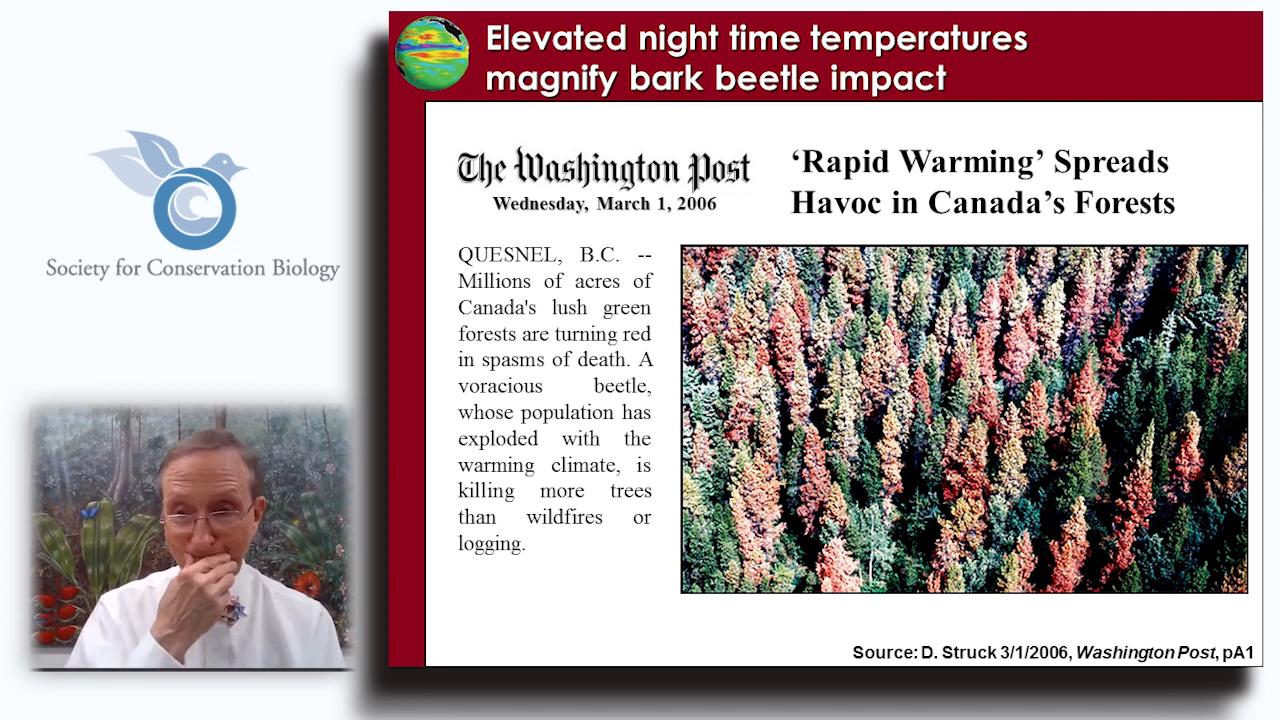 Elevated night time temperatures
magnify bark beetle impact
The Washington Post
Wednesday, March 1, 2006
'Rapid Warming' Spreads
Havoc in Canada's Forests
QUESNEL, B.C. --
Millions of acres of
Canada's lush green
forests are turning red
in spasms of death. A
voracious beetle,
whose population has
exploded with the
warming climate, is
killing more trees
than wildfires or
logging.
Source: D. Struck 3/1/2006, Washington Post, pA1
Society for Conservation Biology